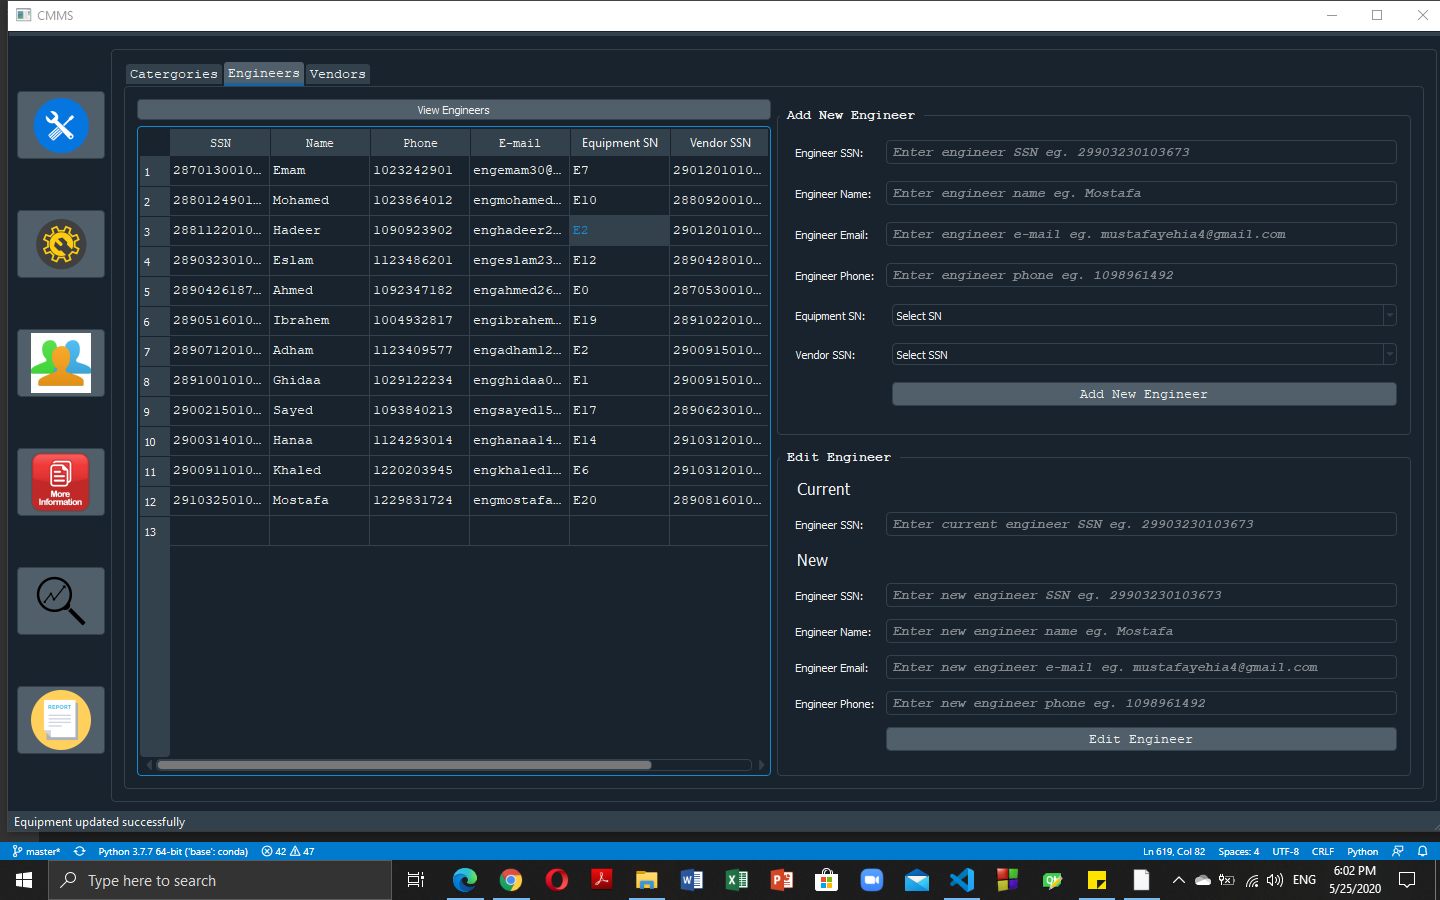 CMMS
Catergories Engineers Vendors
View Engineers
SSN Name Phone E-mail Equipment SN Vendor SSN
1 2870130010... Emam 1023242901 engemam30@... E7 2901201010...
2 2880124901... Mohamed 1023864012 engmohamed... E10 2880920010...
3 2881122010... Hadeer 1090923902 enghadeer2... E2 2901201010...
4 2890323010... Eslam 1123486201 engeslam23... E12 2890428010...
5 2890426187... Ahmed 1092347182 engahmed26... E0 2870530010...
6 2890516010... Ibrahem 1004932817 engibrahem... E19 2891022010...
7 2890712010... Adham 1123409577 engadham12... E2 2900915010...
8 2891001010... Ghidaa 1029122234 engghidaa0... E1 2900915010...
9 2900215010... Sayed 1093840213 engsayed15... E17 2890623010...
10 2900314010... Hanaa 1124293014 enghanaa14... E14 2910312010...
11 2900911010... Khaled 1220203945 engkhaled1... E6 2910312010...
12 2910325010... Mostafa 1229831724 engmostafa... E20 2890816010...
13
Add New Engineer
Engineer SSN: Enter engineer SSN eg. 29903230103673
Engineer Name: Enter engineer name eg. Mostafa
Engineer Email: Enter engineer e-mail eg. mustafayehia4@gmail.com
Engineer Phone: Enter engineer phone eg. 1098961492
Equipment SN: Select SN
Vendor SSN: Select SSN
Add New Engineer
Edit Engineer
Current
Engineer SSN: Enter current engineer SSN eg. 29903230103673
New
Engineer SSN: Enter new engineer SSN eg. 29903230103673
Engineer Name: Enter new engineer name eg. Mostafa
Engineer Email: Enter new engineer e-mail eg. mustafayehia4@gmail.com
Engineer Phone: Enter new engineer phone eg. 1098961492
Edit Engineer
More
Information
REPORT
Equipment updated successfully
master* Python 3.7.7 64-bit ('base': conda) 42 47 Ln 619, Col 82 Spaces: 4 UTF-8 CRLF Python
Type here to search ENG 6:02 PM
5/25/2020